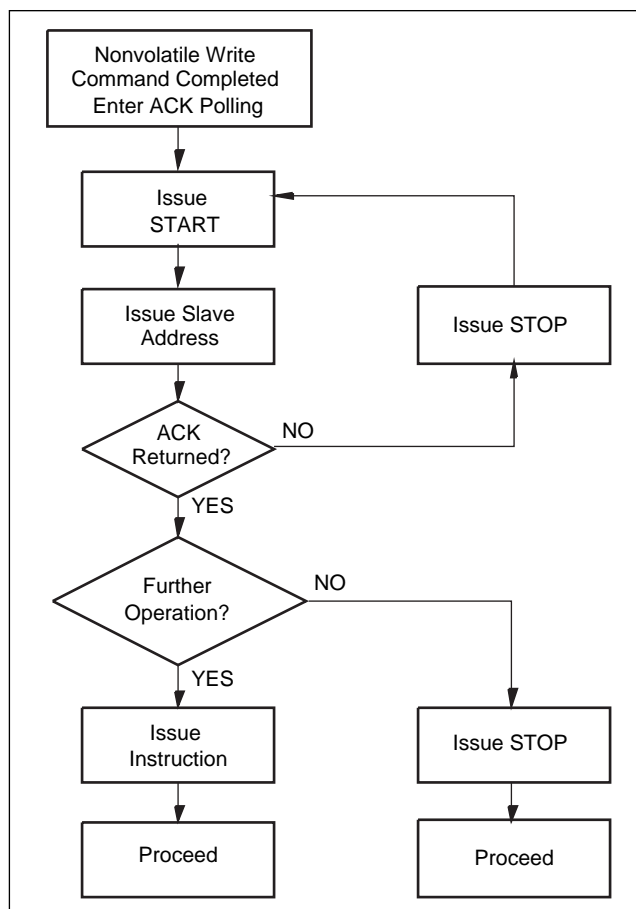 Nonvolatile Write
Command Completed
Enter ACK Polling
Issue
START
Issue Slave
Address
Issue STOP
ACK
Returned?
NO
YES
Further
Operation?
NO
YES
Issue
Instruction
Issue STOP
Proceed
Proceed